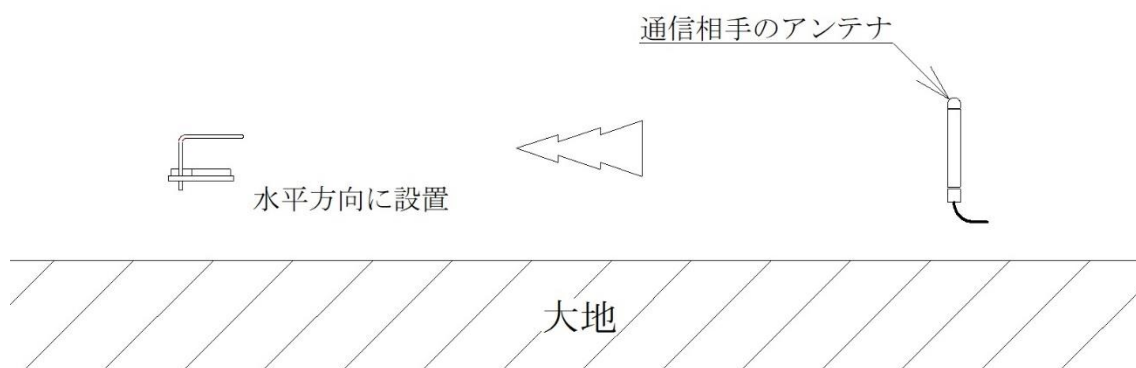 通信相手のアンテナ
水平方向に設置
大地